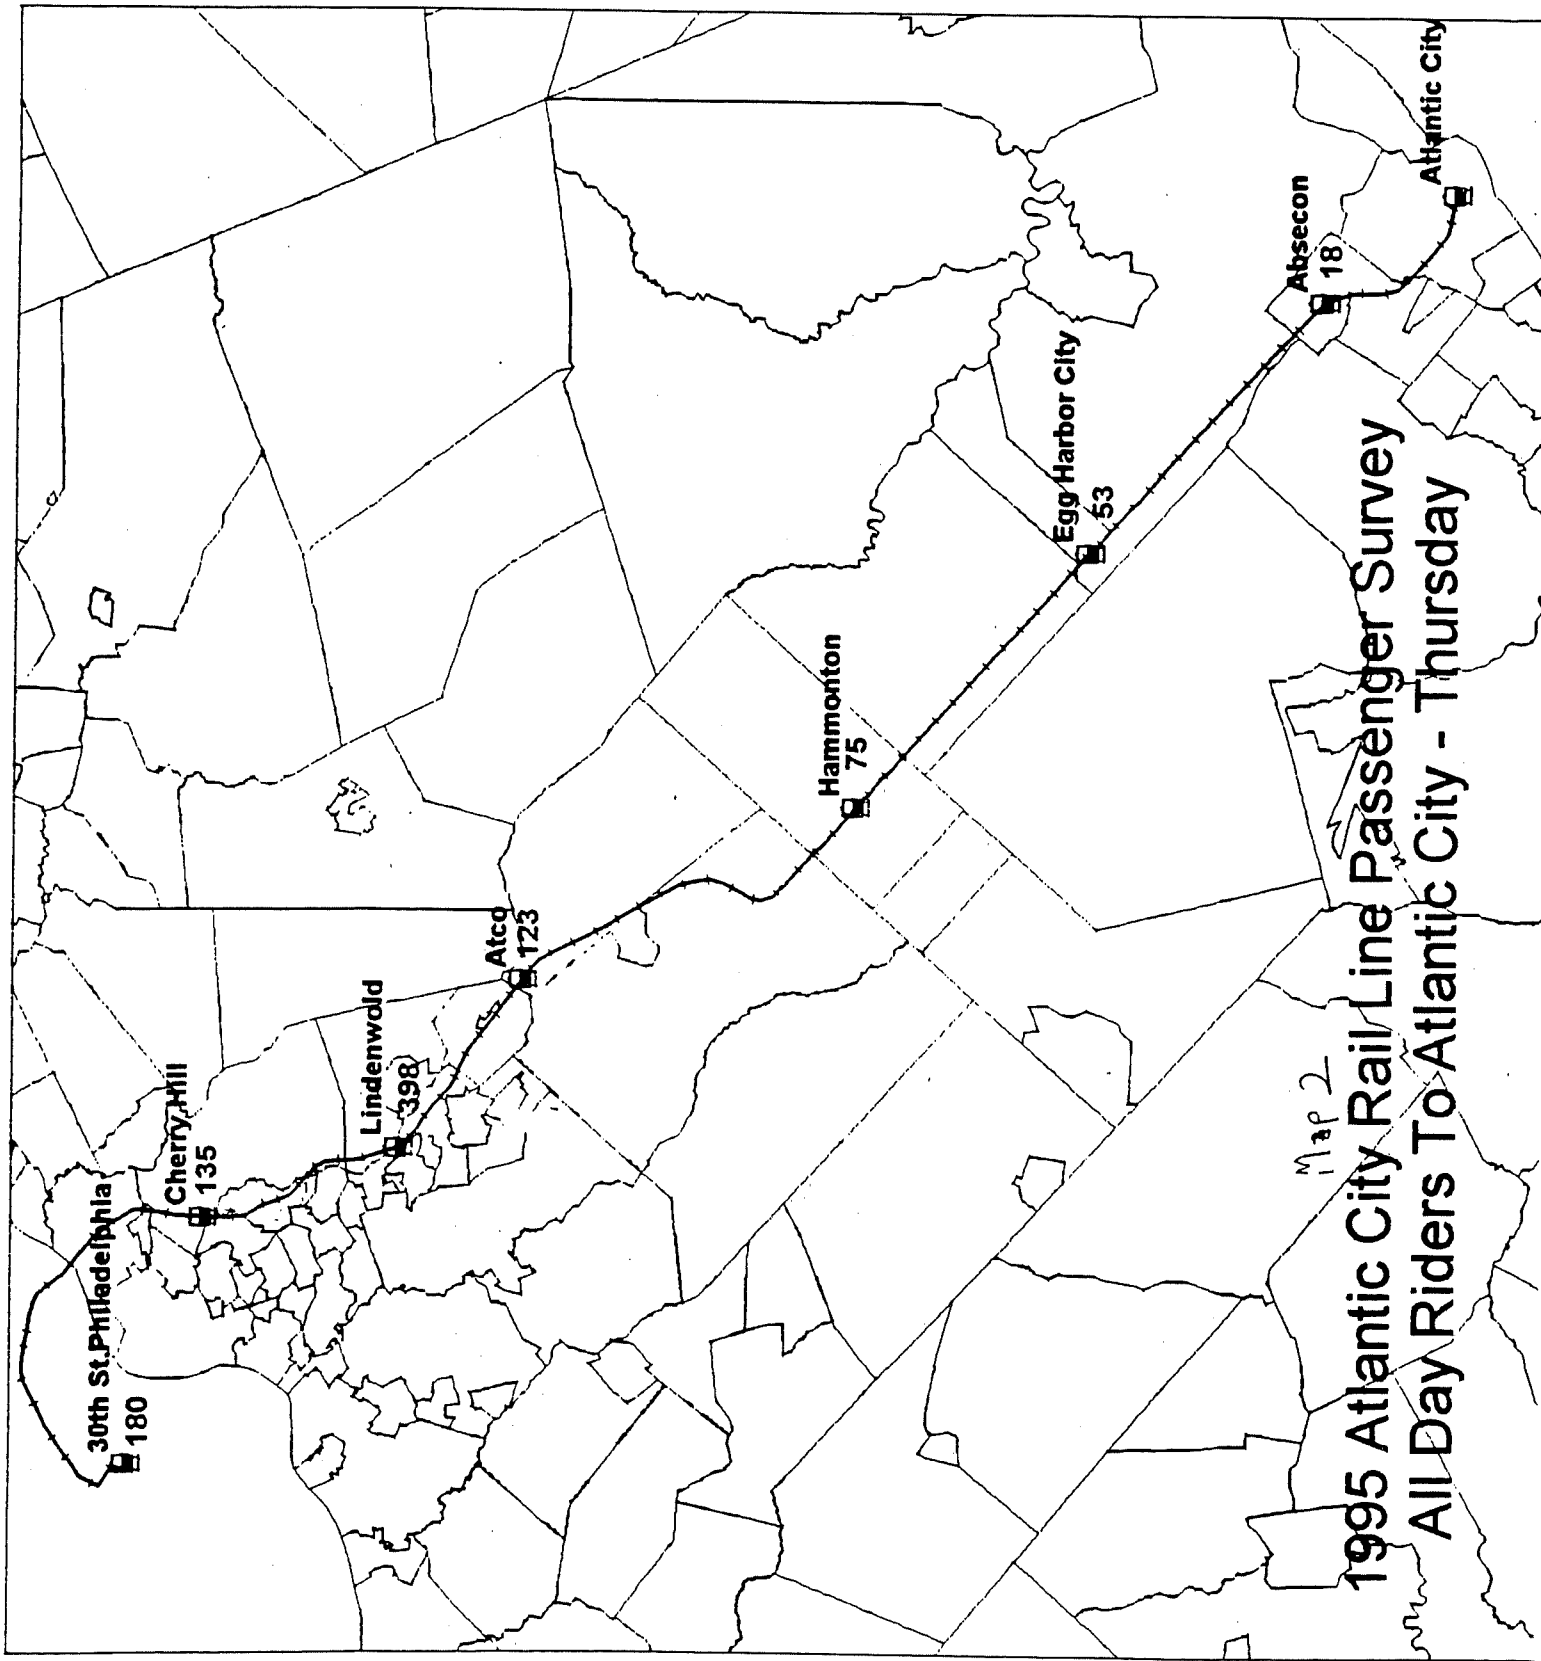 30th St.Philadelphia
180
Cherry Hill
135
Lindenwold
398
Atco
123
Hammonton
75
Egg Harbor City
53
Absecon
18
Atlantic City
Map 2
1995 Atlantic City Rail Line Passenger Survey
All Day Riders To Atlantic City - Thursday